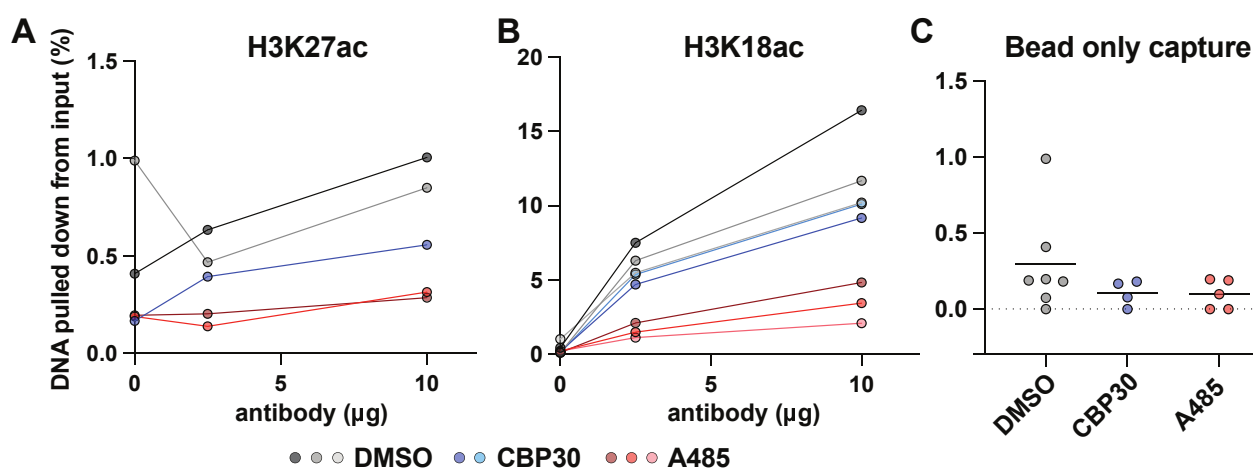 A
H3K27ac
DNA pulled down from input (%)
1.5
1.0
0.5
0.0
0
5
10
antibody (µg)
B
H3K18ac
20
15
10
5
0
0
5
10
antibody (µg)
C
Bead only capture
1.5
1.0
0.5
0.0
DMSO
CBP30
A485
DMSO CBP30 A485